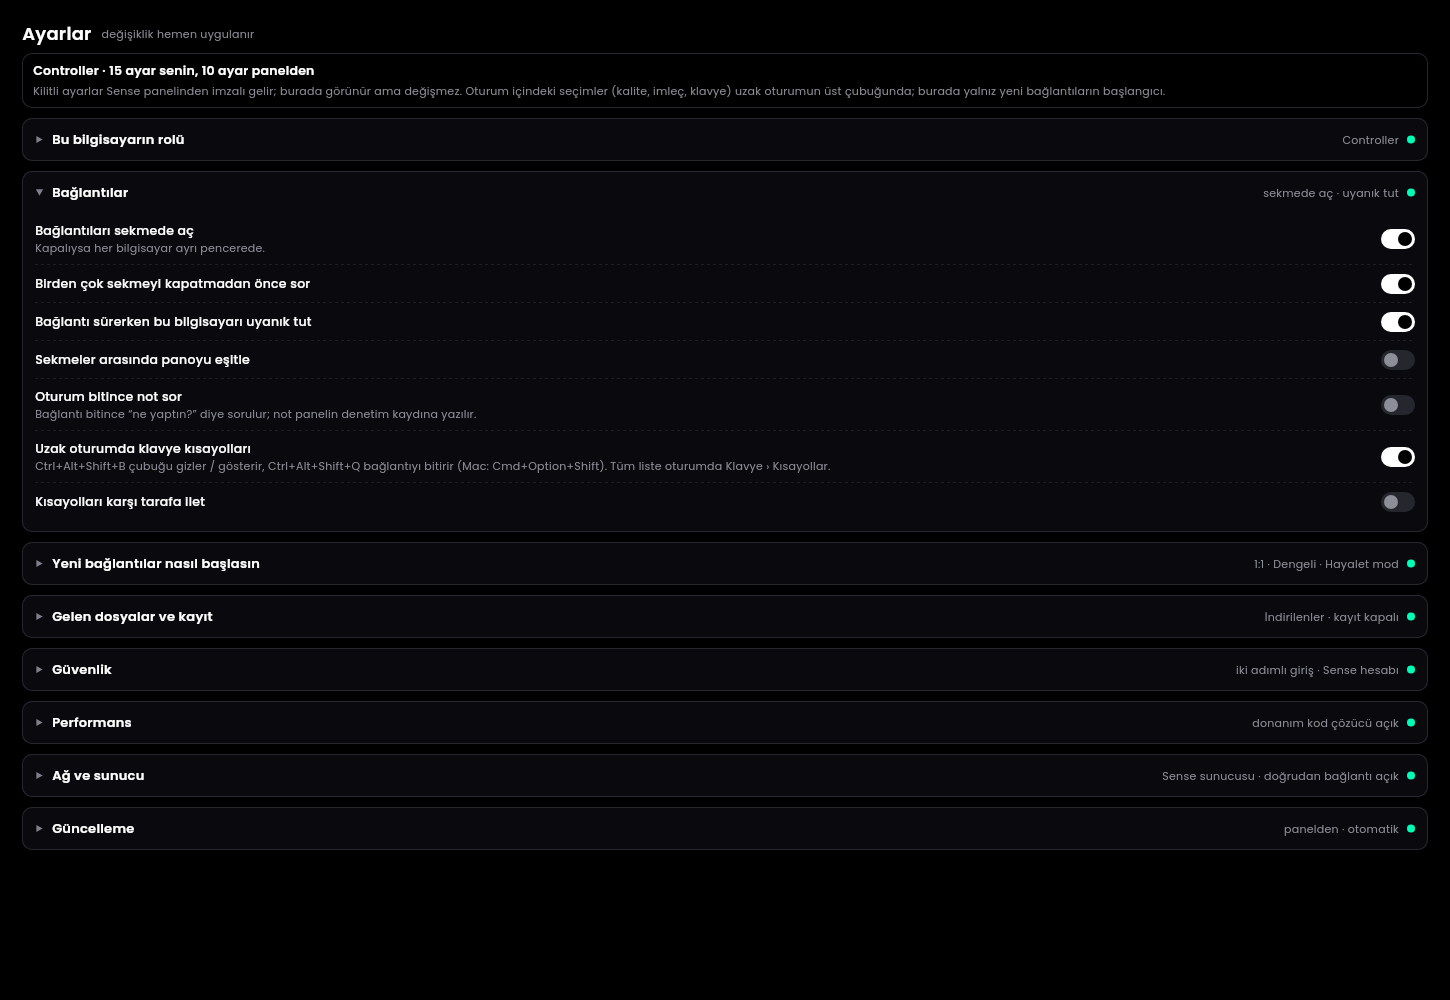 Ayarlar değişiklik hemen uygulanır
Controller · 15 ayar senin, 10 ayar panelden
Kilitli ayarlar Sense panelinden imzalı gelir; burada görünür ama değişmez. Oturum içindeki seçimler (kalite, imleç, klavye) uzak oturumun üst çubuğunda; burada yalnız yeni bağlantıların başlangıcı.
Bu bilgisayarın rolü Controller
Bağlantılar sekmede aç · uyanık tut
Bağlantıları sekmede aç
Kapalıysa her bilgisayar ayrı pencerede.
Birden çok sekmeyi kapatmadan önce sor
Bağlantı sürerken bu bilgisayarı uyanık tut
Sekmeler arasında panoyu eşitle
Oturum bitince not sor
Bağlantı bitince “ne yaptın?” diye sorulur; not panelin denetim kaydına yazılır.
Uzak oturumda klavye kısayolları
Ctrl+Alt+Shift+B çubuğu gizler / gösterir, Ctrl+Alt+Shift+Q bağlantıyı bitirir (Mac: Cmd+Option+Shift). Tüm liste oturumda Klavye › Kısayollar.
Kısayolları karşı tarafa ilet
Yeni bağlantılar nasıl başlasın 1:1 · Dengeli · Hayalet mod
Gelen dosyalar ve kayıt İndirilenler · kayıt kapalı
Güvenlik iki adımlı giriş · Sense hesabı
Performans donanım kod çözücü açık
Ağ ve sunucu Sense sunucusu · doğrudan bağlantı açık
Güncelleme panelden · otomatik